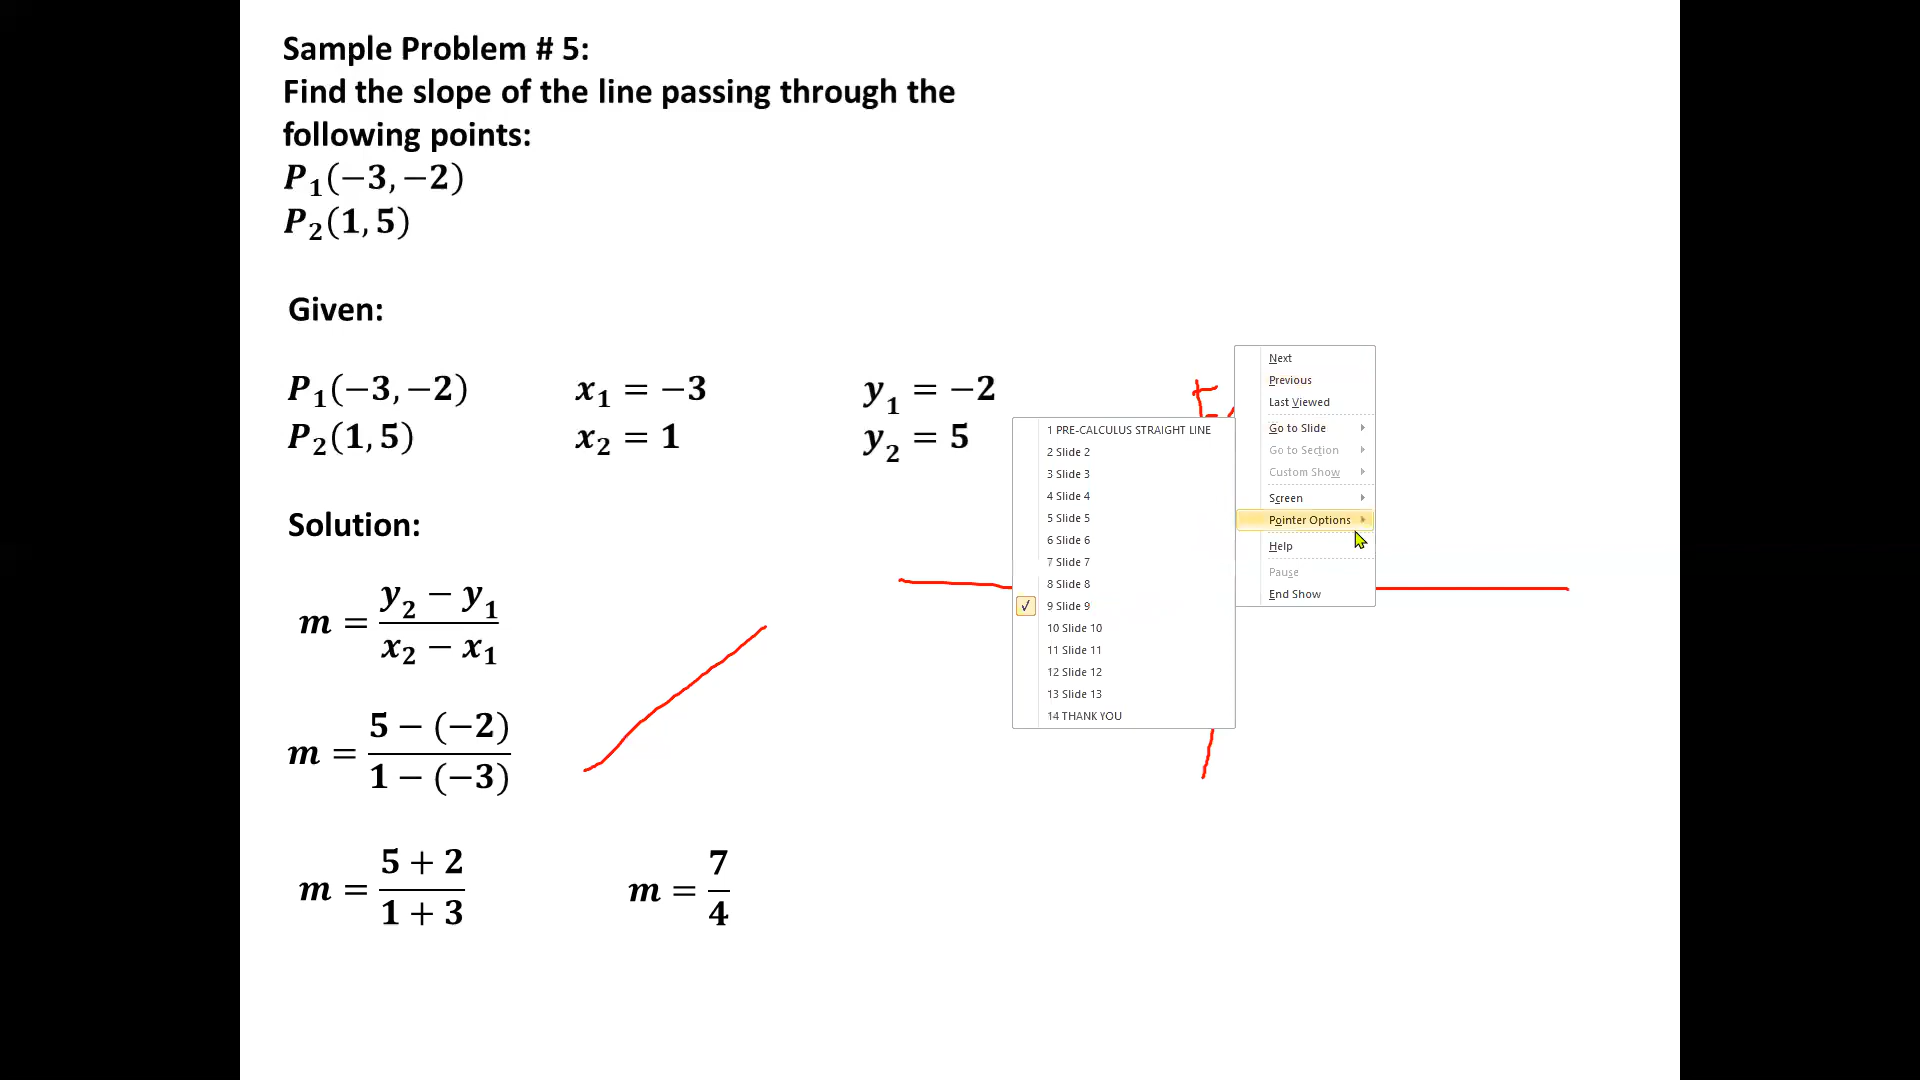 Sample Problem # 5:
Find the slope of the line passing through the
following points:
P₁(−3, −2)
P₂(1, 5)
Given:
P₁(−3, −2) x₁ = −3 y₁ = −2
P₂(1, 5) x₂ = 1 y₂ = 5
Solution:
m = (y₂ − y₁)/(x₂ − x₁)
m = (5 − (−2))/(1 − (−3))
m = (5 + 2)/(1 + 3) m = 7/4
Next
Previous
Last Viewed
Go to Slide
Go to Section
Custom Show
Screen
Pointer Options
Help
Pause
End Show
1 PRE-CALCULUS STRAIGHT LINE
2 Slide 2
3 Slide 3
4 Slide 4
5 Slide 5
6 Slide 6
7 Slide 7
8 Slide 8
✓ 9 Slide 9
10 Slide 10
11 Slide 11
12 Slide 12
13 Slide 13
14 THANK YOU